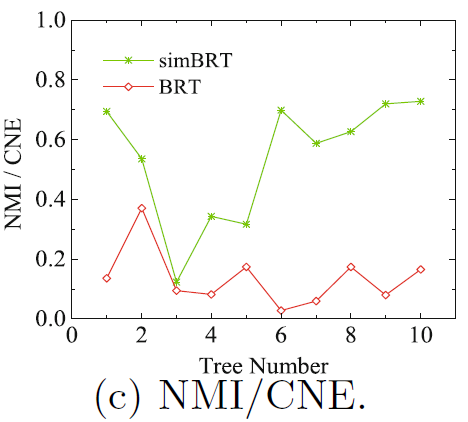 1.0
0.8
0.6
0.4
0.2
0.0
NMI / CNE
simBRT
BRT
0 2 4 6 8 10
Tree Number
(c) NMI/CNE.